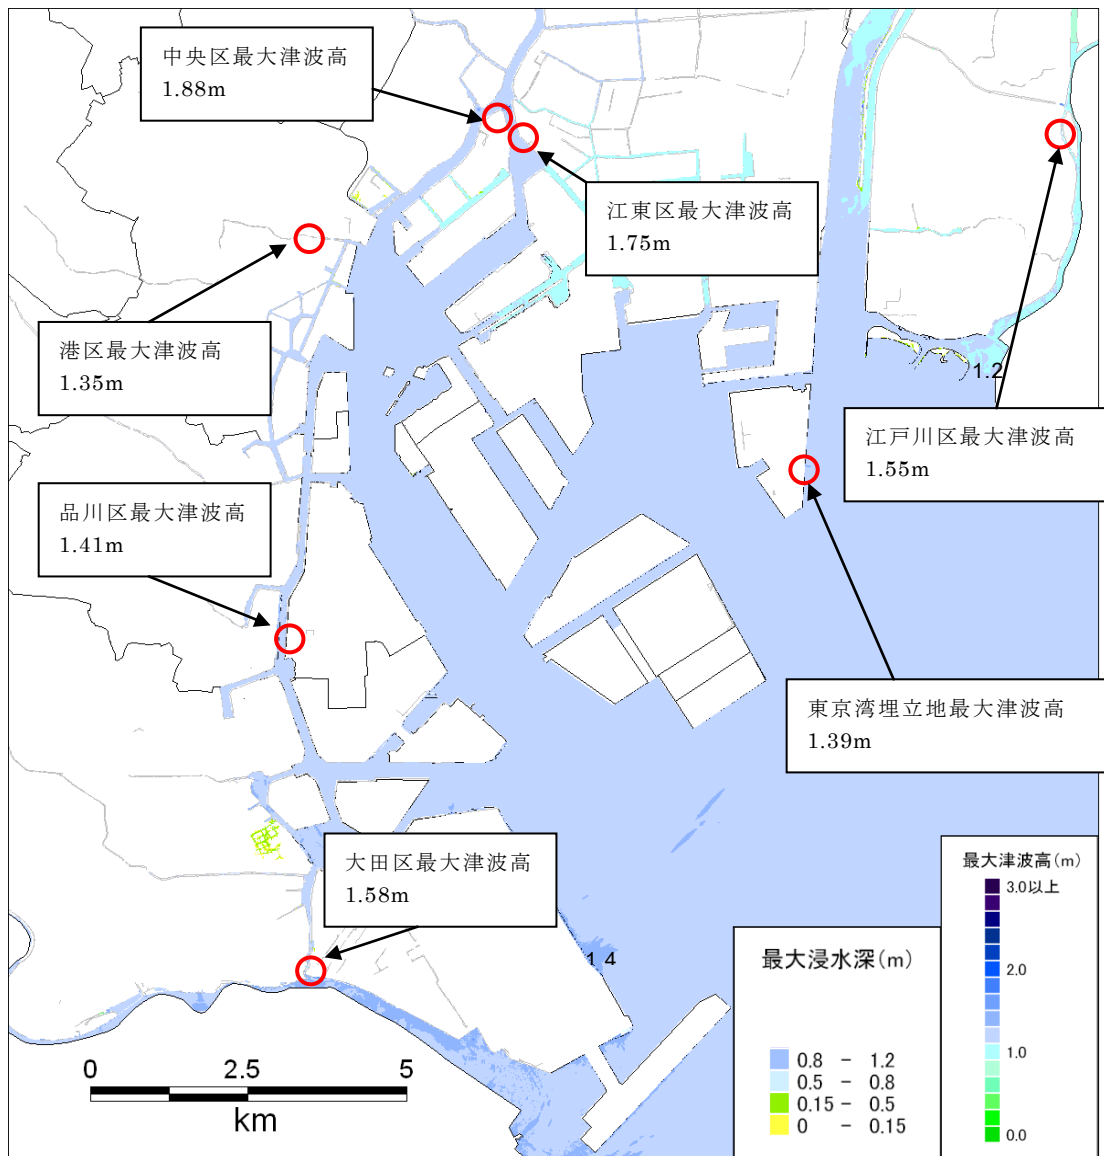 中央区最大津波高
1.88m
江東区最大津波高
1.75m
港区最大津波高
1.35m
1.2
江戸川区最大津波高
1.55m
品川区最大津波高
1.41m
東京湾埋立地最大津波高
1.39m
大田区最大津波高
1.58m
1 4
最大浸水深(m)
0.8 - 1.2
0.5 - 0.8
0.15 - 0.5
0 - 0.15
最大津波高(m)
3.0以上
2.0
1.0
0.0
0 2.5 5
km